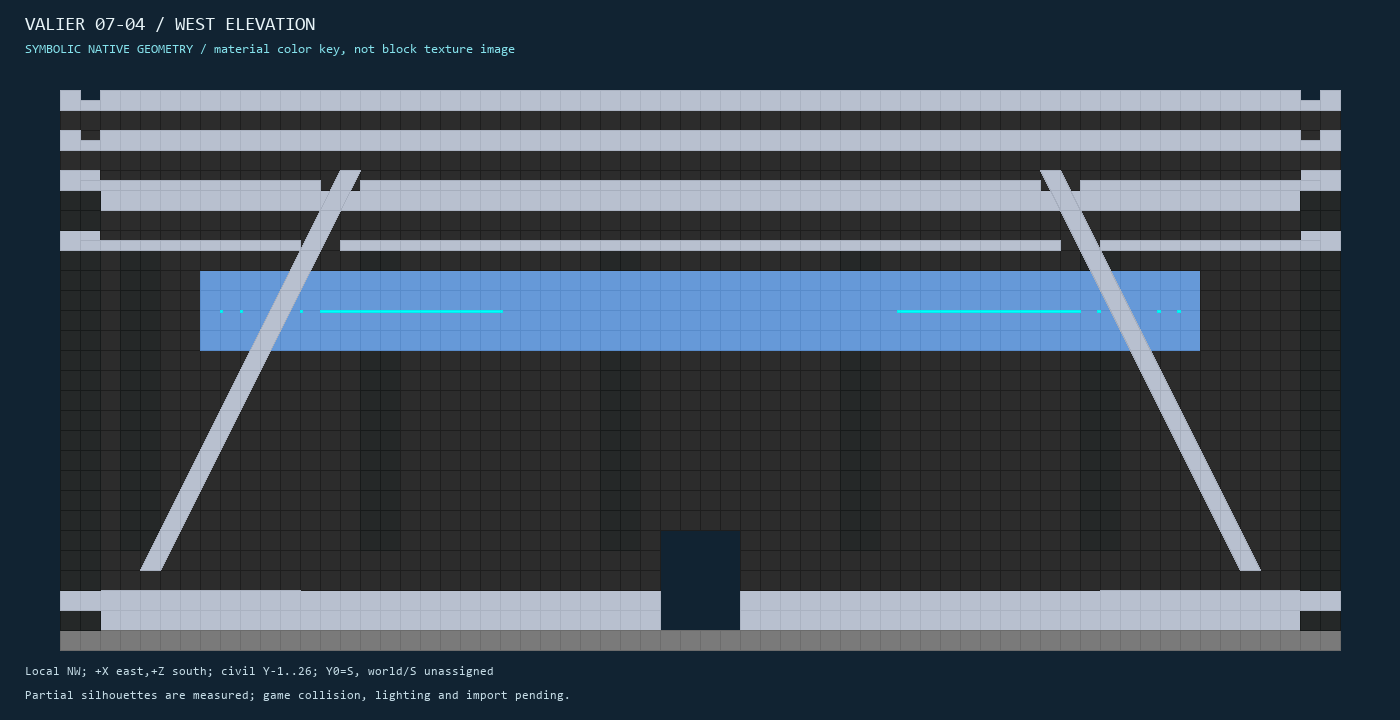 VALIER 07-04 / WEST ELEVATION
SYMBOLIC NATIVE GEOMETRY / material color key, not block texture image
Local NW; +X east,+Z south; civil Y-1..26; Y0=S, world/S unassigned
Partial silhouettes are measured; game collision, lighting and import pending.